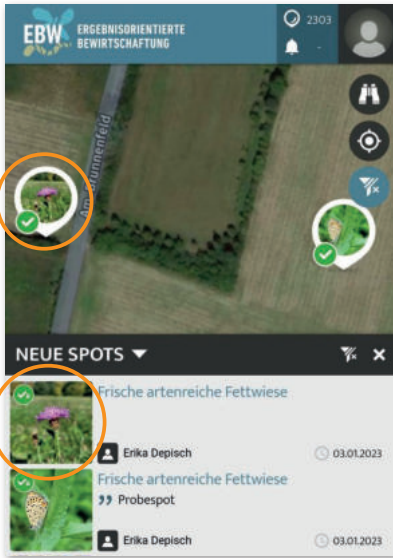 EBW ERGEBNISORIENTIERTE
BEWIRTSCHAFTUNG
2303
-
Am Brunnenfeld
NEUE SPOTS
Frische artenreiche Fettwiese
Erika Depisch 03.01.2023
Frische artenreiche Fettwiese
Probespot
Erika Depisch 03.01.2023